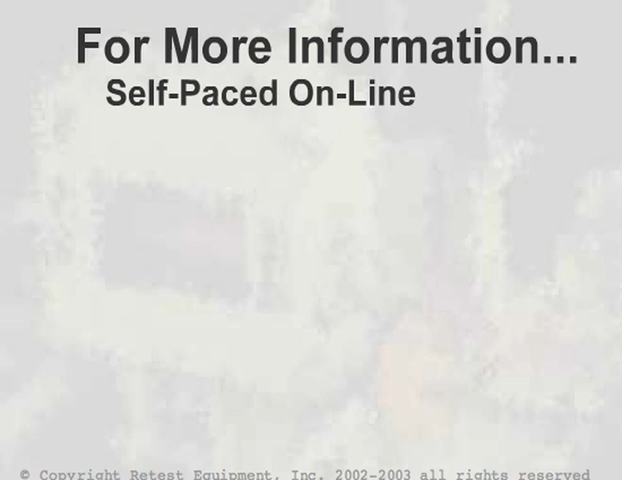 For More Information...
Self-Paced On-Line
© Copyright Retest Equipment, Inc. 2002-2003 all rights reserved